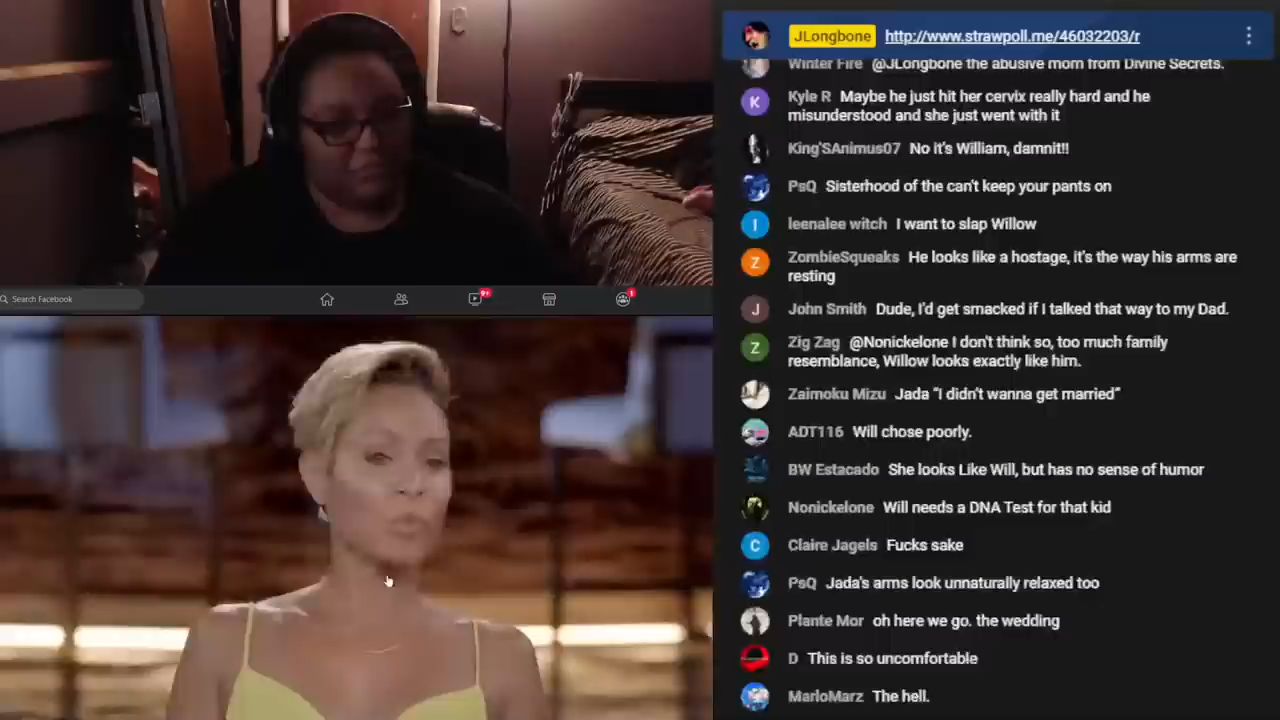 JLongbone http://www.strawpoll.me/46032203/r
Winter Fire @JLongbone the abusive mom from Divine Secrets.
K Kyle R Maybe he just hit her cervix really hard and he
misunderstood and she just went with it
King'SAnimus07 No it's William, damnit!!
PsQ Sisterhood of the can't keep your pants on
l leenalee witch I want to slap Willow
Z ZombieSqueaks He looks like a hostage, it's the way his arms are
resting
J John Smith Dude, I'd get smacked if I talked that way to my Dad.
Z Zig Zag @Nonickelone I don't think so, too much family
resemblance, Willow looks exactly like him.
Zaimoku Mizu Jada “I didn't wanna get married”
ADT116 Will chose poorly.
BW Estacado She looks Like Will, but has no sense of humor
Nonickelone Will needs a DNA Test for that kid
C Claire Jagels Fucks sake
PsQ Jada's arms look unnaturally relaxed too
Plante Mor oh here we go. the wedding
D This is so uncomfortable
MarloMarz The hell.
Search Facebook
9+
1